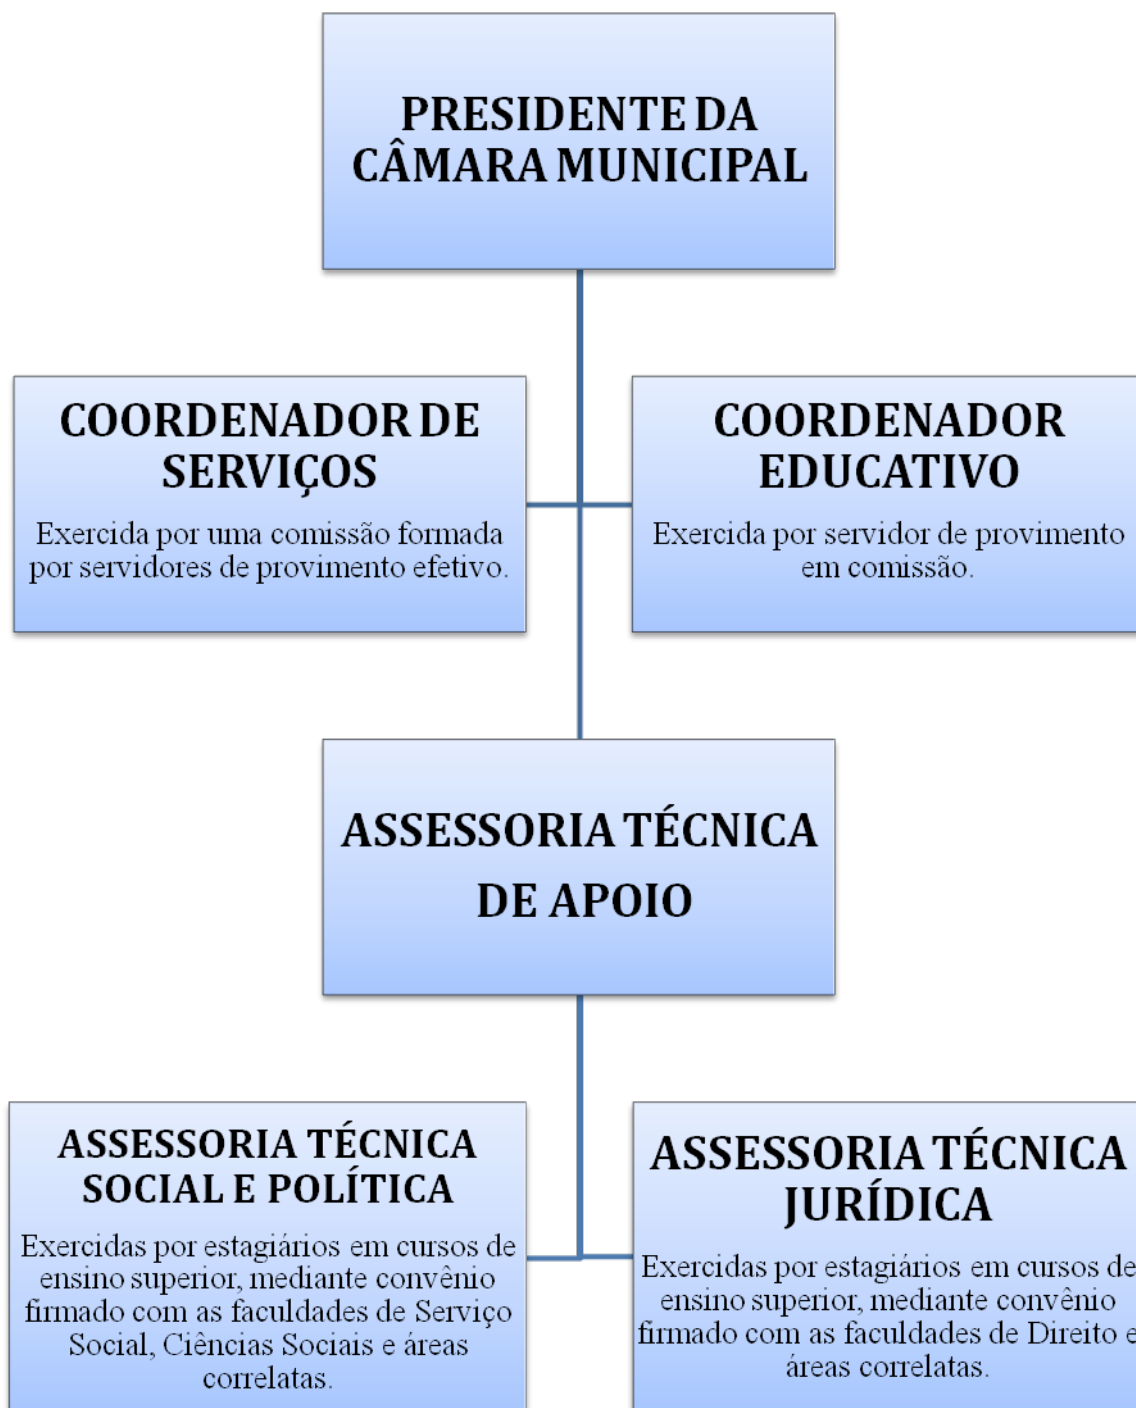 PRESIDENTE DA
CÂMARA MUNICIPAL
COORDENADOR DE
SERVIÇOS
Exercida por uma comissão formada
por servidores de provimento efetivo.
COORDENADOR
EDUCATIVO
Exercida por servidor de provimento
em comissão.
ASSESSORIA TÉCNICA
DE APOIO
ASSESSORIA TÉCNICA
SOCIAL E POLÍTICA
Exercidas por estagiários em cursos de
ensino superior, mediante convênio
firmado com as faculdades de Serviço
Social, Ciências Sociais e áreas
correlatas.
ASSESSORIA TÉCNICA
JURÍDICA
Exercidas por estagiários em cursos de
ensino superior, mediante convênio
firmado com as faculdades de Direito e
áreas correlatas.